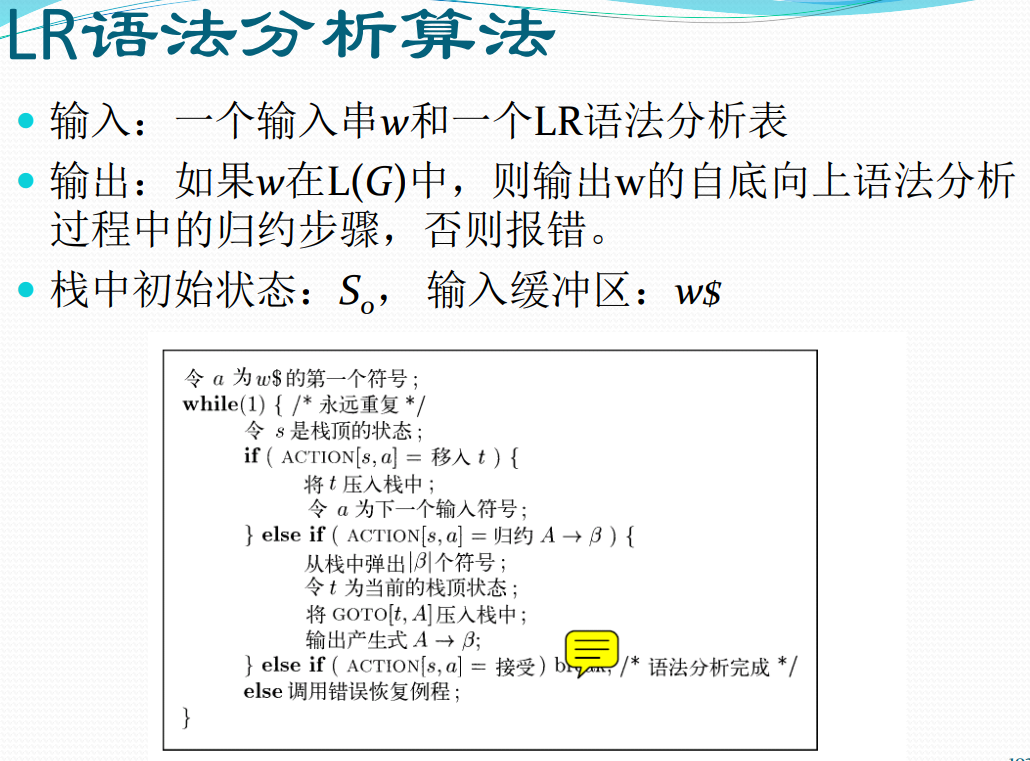 LR语法分析算法
输入：一个输入串w和一个LR语法分析表
输出：如果w在L(G)中，则输出w的自底向上语法分析
过程中的归约步骤，否则报错。
栈中初始状态：S₀， 输入缓冲区：w$
令 a 为w$的第一个符号;
while(1) { /* 永远重复 */
令 s 是栈顶的状态;
if ( ACTION[s, a] = 移入 t ) {
将 t 压入栈中;
令 a 为下一个输入符号;
} else if ( ACTION[s, a] = 归约 A → β ) {
从栈中弹出|β|个符号;
令 t 为当前的栈顶状态;
将 GOTO[t, A]压入栈中;
输出产生式 A → β;
} else if ( ACTION[s, a] = 接受) /* 语法分析完成 */
else 调用错误恢复例程;
}